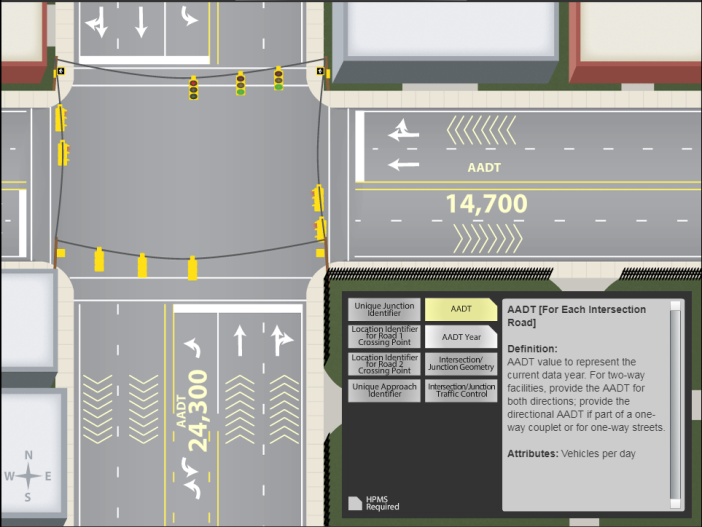 AADT
14,700
AADT
24,300
N
W E
S
Unique Junction
Identifier
Location Identifier
for Road 1
Crossing Point
Location Identifier
for Road 2
Crossing Point
Unique Approach
Identifier
AADT
AADT Year
Intersection/
Junction Geometry
Intersection/Junction
Traffic Control
HPMS
Required
AADT [For Each Intersection
Road]
Definition:
AADT value to represent the
current data year. For two-way
facilities, provide the AADT for
both directions; provide the
directional AADT if part of a one-
way couplet or for one-way streets.
Attributes: Vehicles per day